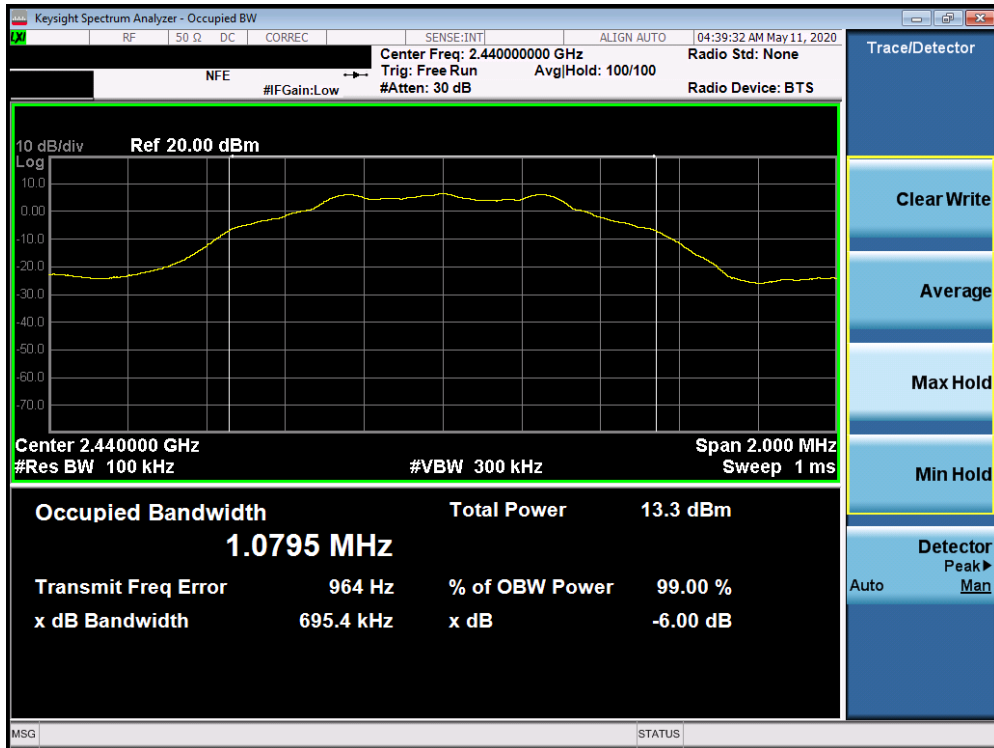 Keysight Spectrum Analyzer - Occupied BW
LXI RF 50 Ω DC CORREC SENSE:INT ALIGN AUTO 04:39:32 AM May 11, 2020
Center Freq: 2.440000000 GHz Radio Std: None
NFE Trig: Free Run Avg|Hold: 100/100
#IFGain:Low #Atten: 30 dB Radio Device: BTS
10 dB/div Ref 20.00 dBm
Log
10.0
0.00
-10.0
-20.0
-30.0
-40.0
-50.0
-60.0
-70.0
Center 2.440000 GHz Span 2.000 MHz
#Res BW 100 kHz #VBW 300 kHz Sweep 1 ms
Occupied Bandwidth Total Power 13.3 dBm
1.0795 MHz
Transmit Freq Error 964 Hz % of OBW Power 99.00 %
x dB Bandwidth 695.4 kHz x dB -6.00 dB
Trace/Detector
Clear Write
Average
Max Hold
Min Hold
Detector
Peak▶
Auto Man
MSG STATUS